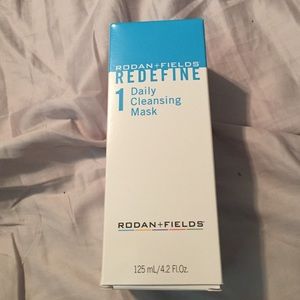 RODAN+FIELDS
REDEFINE
1 Daily
Cleansing
Mask
RODAN+FIELDS
125 mL/4.2 Fl.Oz.